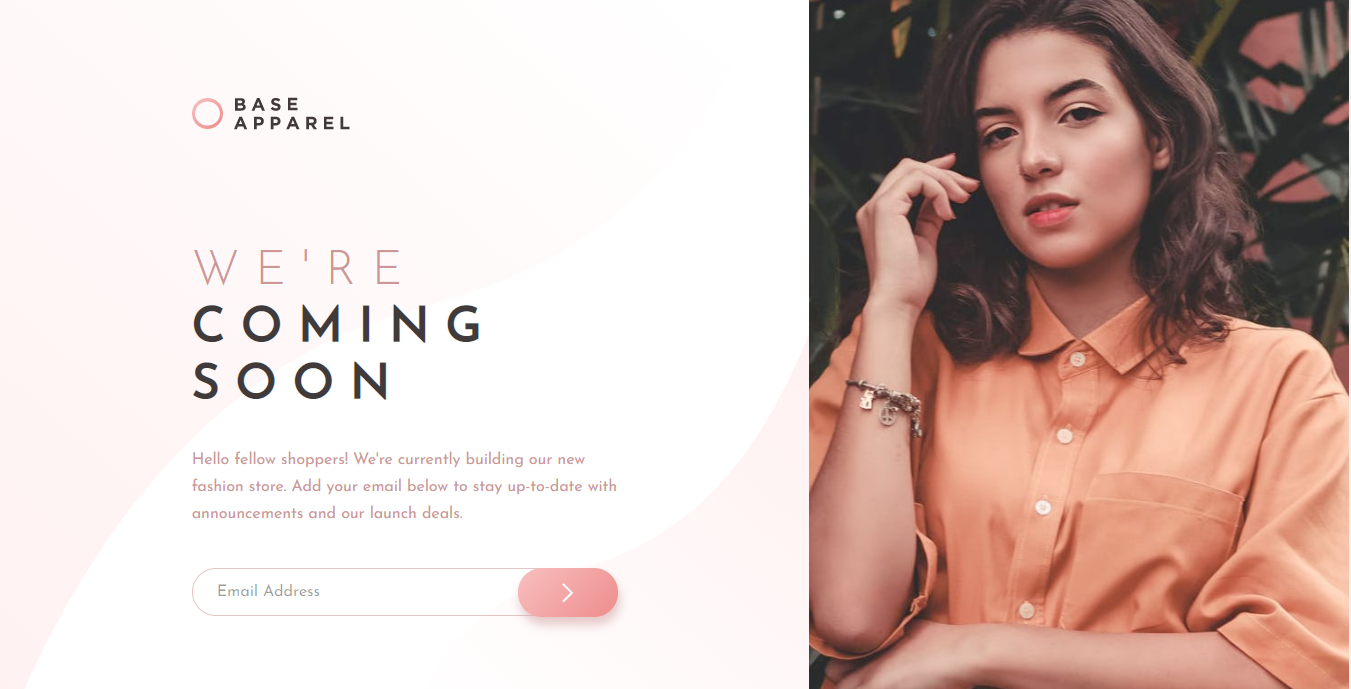 BASE
APPAREL
WE'RE
COMING
SOON
Hello fellow shoppers! We're currently building our new
fashion store. Add your email below to stay up-to-date with
announcements and our launch deals.
Email Address